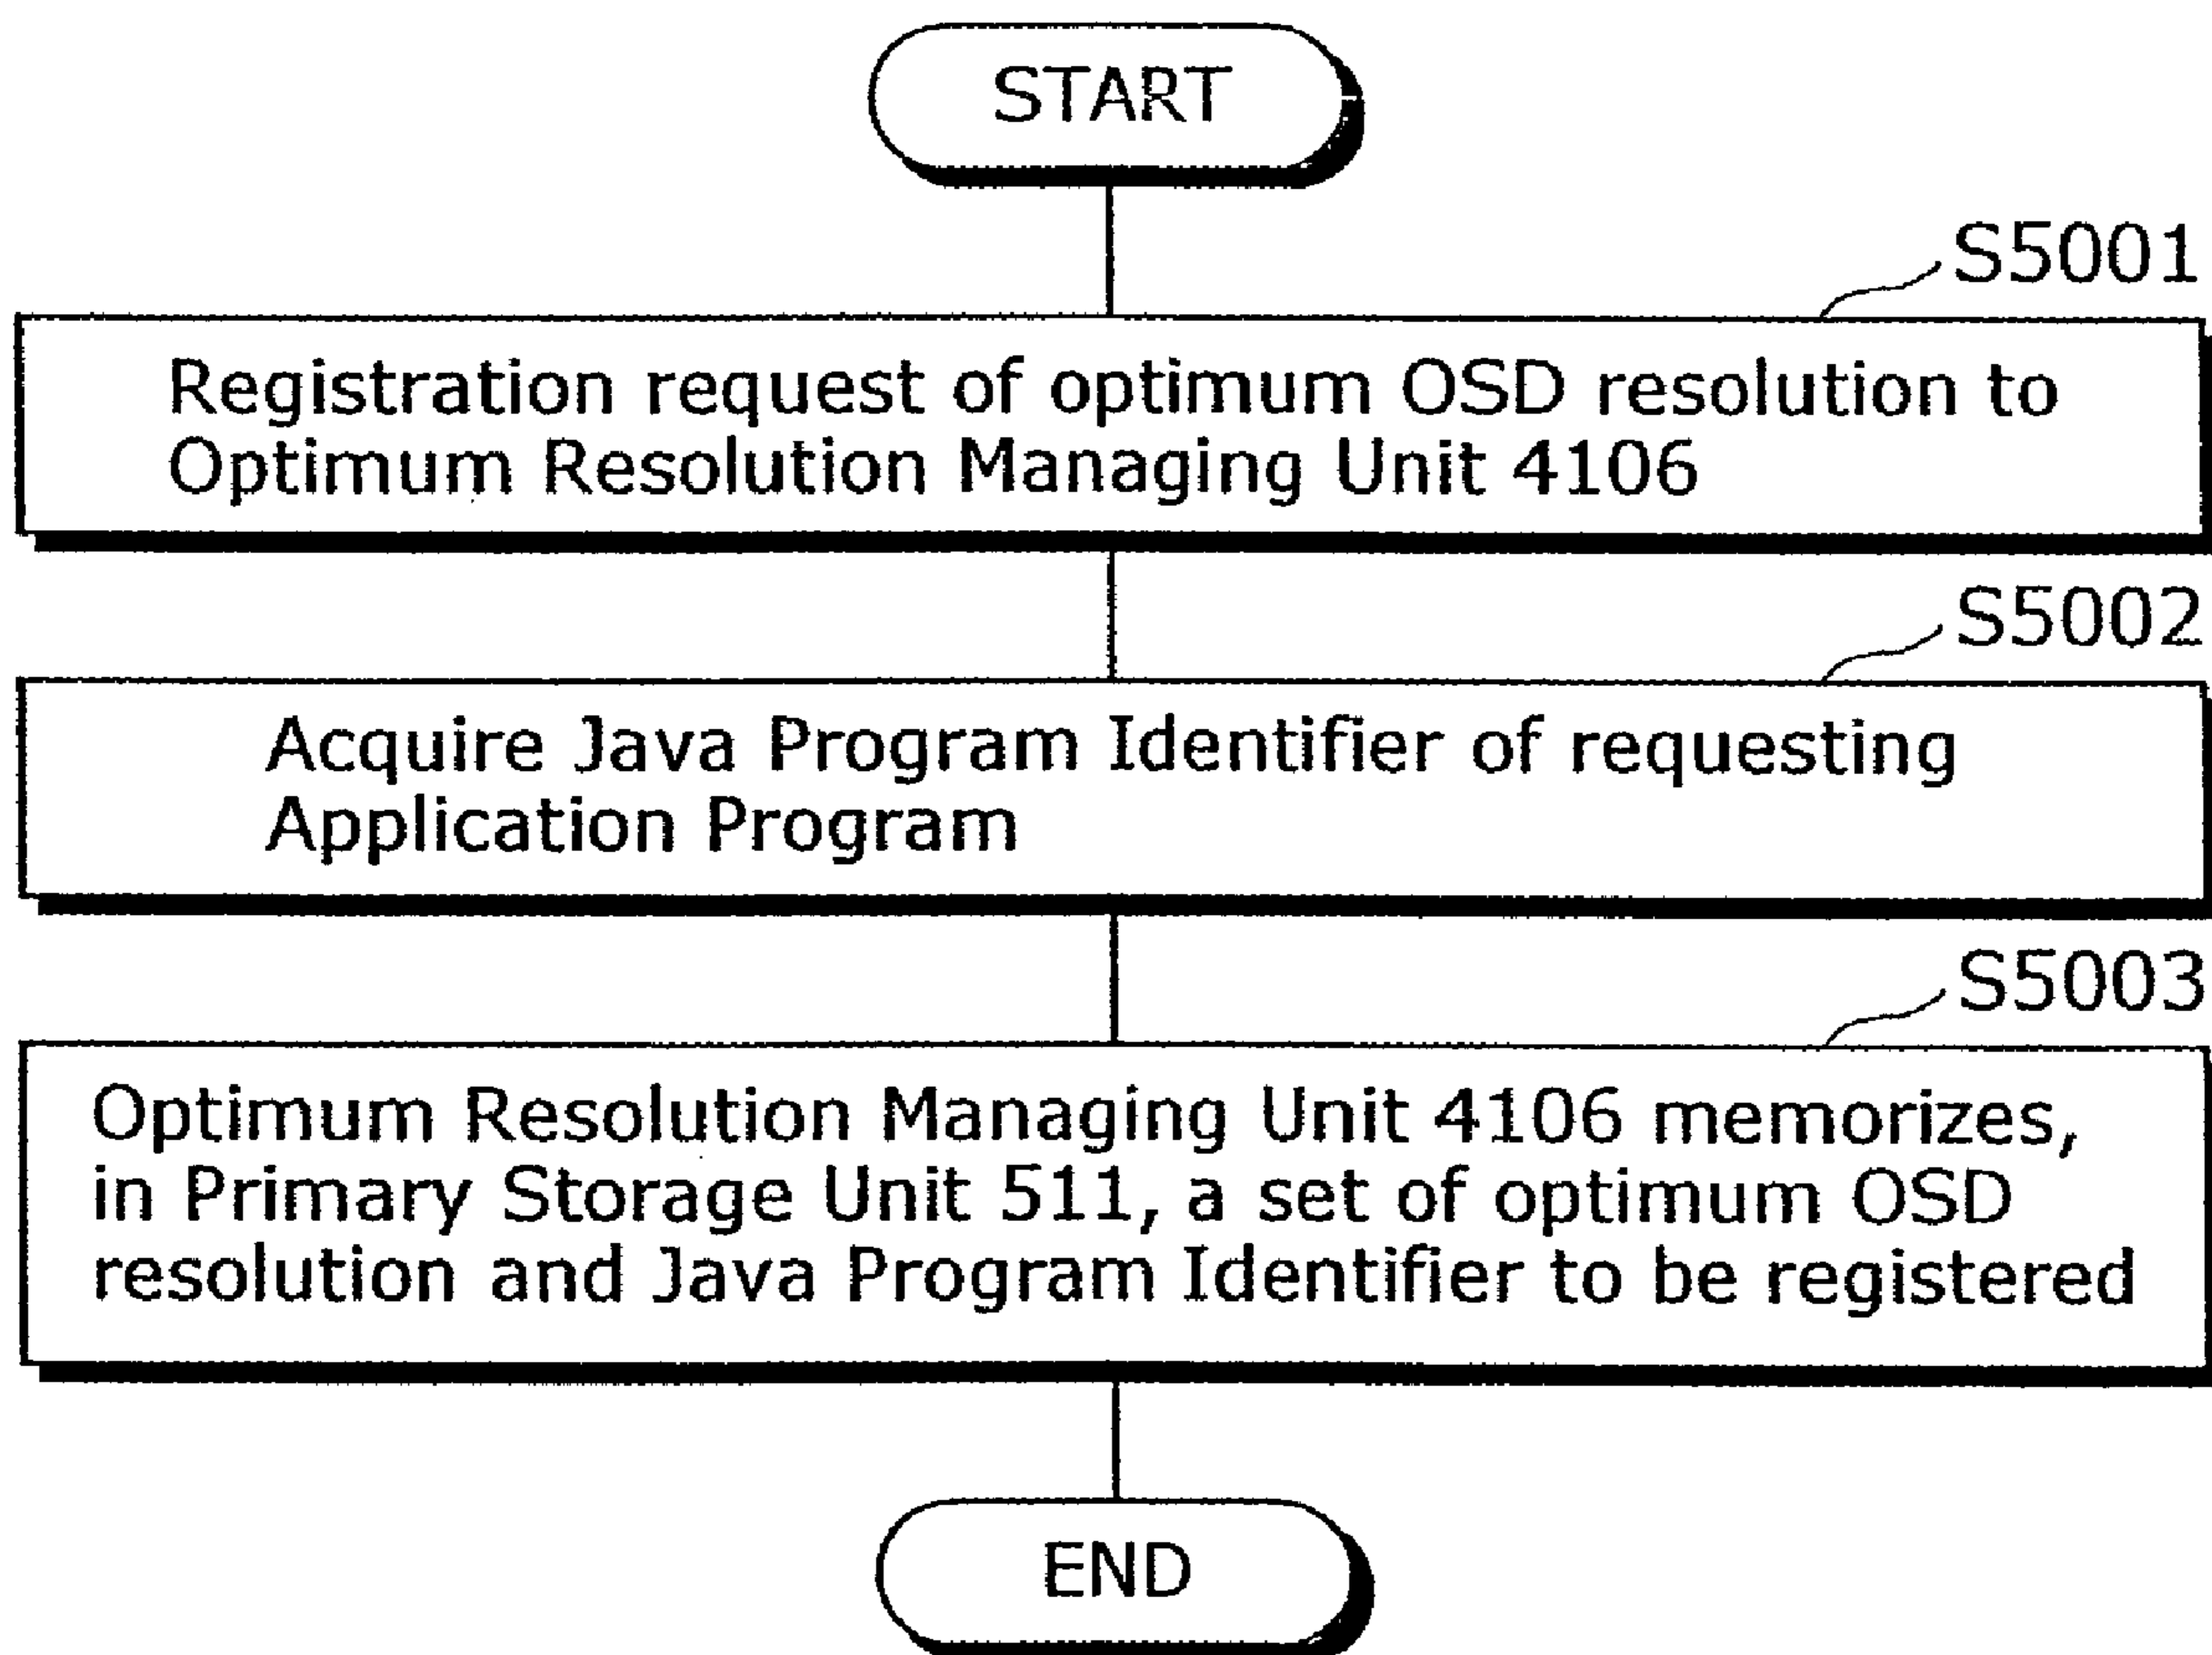 START
S5001
Registration request of optimum OSD resolution to
Optimum Resolution Managing Unit 4106
S5002
Acquire Java Program Identifier of requesting
Application Program
S5003
Optimum Resolution Managing Unit 4106 memorizes,
in Primary Storage Unit 511, a set of optimum OSD
resolution and Java Program Identifier to be registered
END